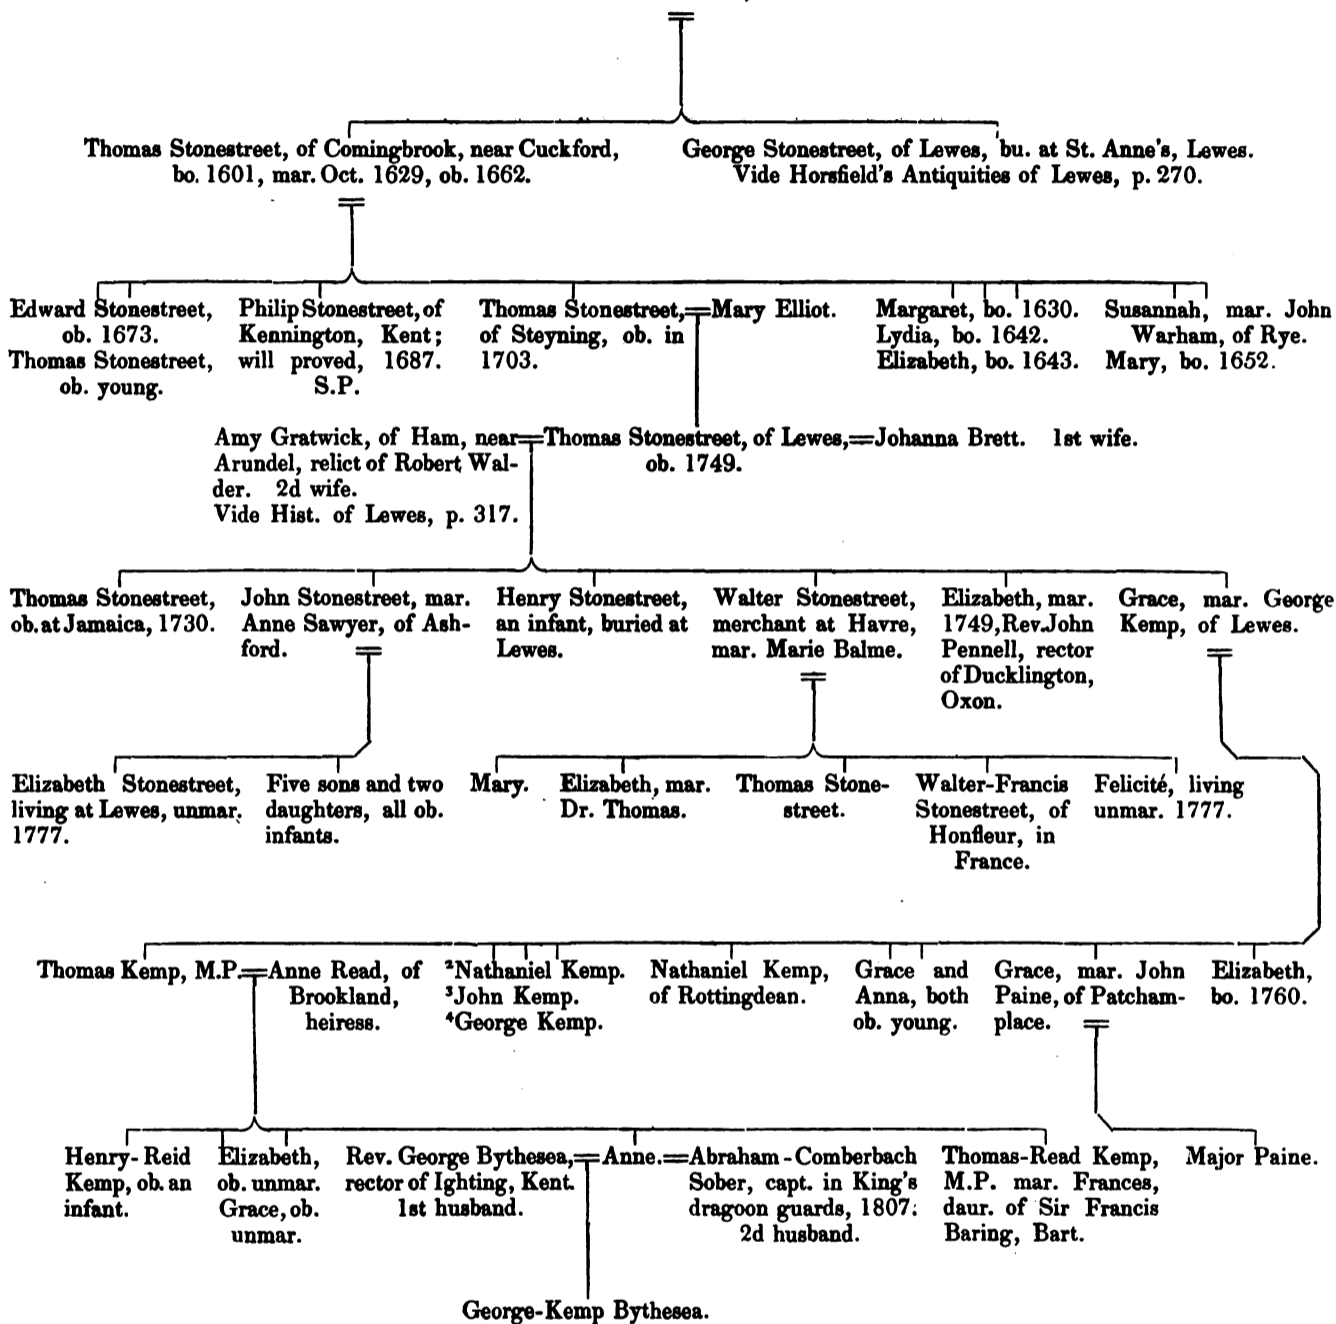 Thomas Stonestreet, of Comingbrook, near Cuckford,
bo. 1601, mar. Oct. 1629, ob. 1662.
George Stonestreet, of Lewes, bu. at St. Anne's, Lewes.
Vide Horsfield's Antiquities of Lewes, p. 270.
Edward Stonestreet,
ob. 1673.
Thomas Stonestreet,
ob. young.
Philip Stonestreet, of
Kennington, Kent;
will proved, 1687.
S.P.
Thomas Stonestreet,
of Steyning, ob. in
1703.
Mary Elliot.
Margaret, bo. 1630.
Lydia, bo. 1642.
Elizabeth, bo. 1643.
Susannah, mar. John
Warham, of Rye.
Mary, bo. 1652.
Amy Gratwick, of Ham, near
Arundel, relict of Robert Wal-
der. 2d wife.
Vide Hist. of Lewes, p. 317.
Thomas Stonestreet, of Lewes,
ob. 1749.
Johanna Brett. 1st wife.
Thomas Stonestreet,
ob. at Jamaica, 1730.
John Stonestreet, mar.
Anne Sawyer, of Ash-
ford.
Henry Stonestreet,
an infant, buried at
Lewes.
Walter Stonestreet,
merchant at Havre,
mar. Marie Balme.
Elizabeth, mar.
1749, Rev. John
Pennell, rector
of Ducklington,
Oxon.
Grace, mar. George
Kemp, of Lewes.
Elizabeth Stonestreet,
living at Lewes, unmar.
1777.
Five sons and two
daughters, all ob.
infants.
Mary.
Elizabeth, mar.
Dr. Thomas.
Thomas Stone-
street.
Walter-Francis
Stonestreet, of
Honfleur, in
France.
Felicité, living
unmar. 1777.
Thomas Kemp, M.P.
Anne Read, of
Brookland,
heiress.
²Nathaniel Kemp.
³John Kemp.
⁴George Kemp.
Nathaniel Kemp,
of Rottingdean.
Grace and
Anna, both
ob. young.
Grace, mar. John
Paine, of Patcham-
place.
Elizabeth,
bo. 1760.
Henry-Reid
Kemp, ob. an
infant.
Elizabeth,
ob. unmar.
Grace, ob.
unmar.
Rev. George Bythesea,
rector of Ighting, Kent.
1st husband.
Anne.
Abraham-Comberbach
Sober, capt. in King's
dragoon guards, 1807.
2d husband.
Thomas-Read Kemp,
M.P. mar. Frances,
daur. of Sir Francis
Baring, Bart.
Major Paine.
George-Kemp Bythesea.